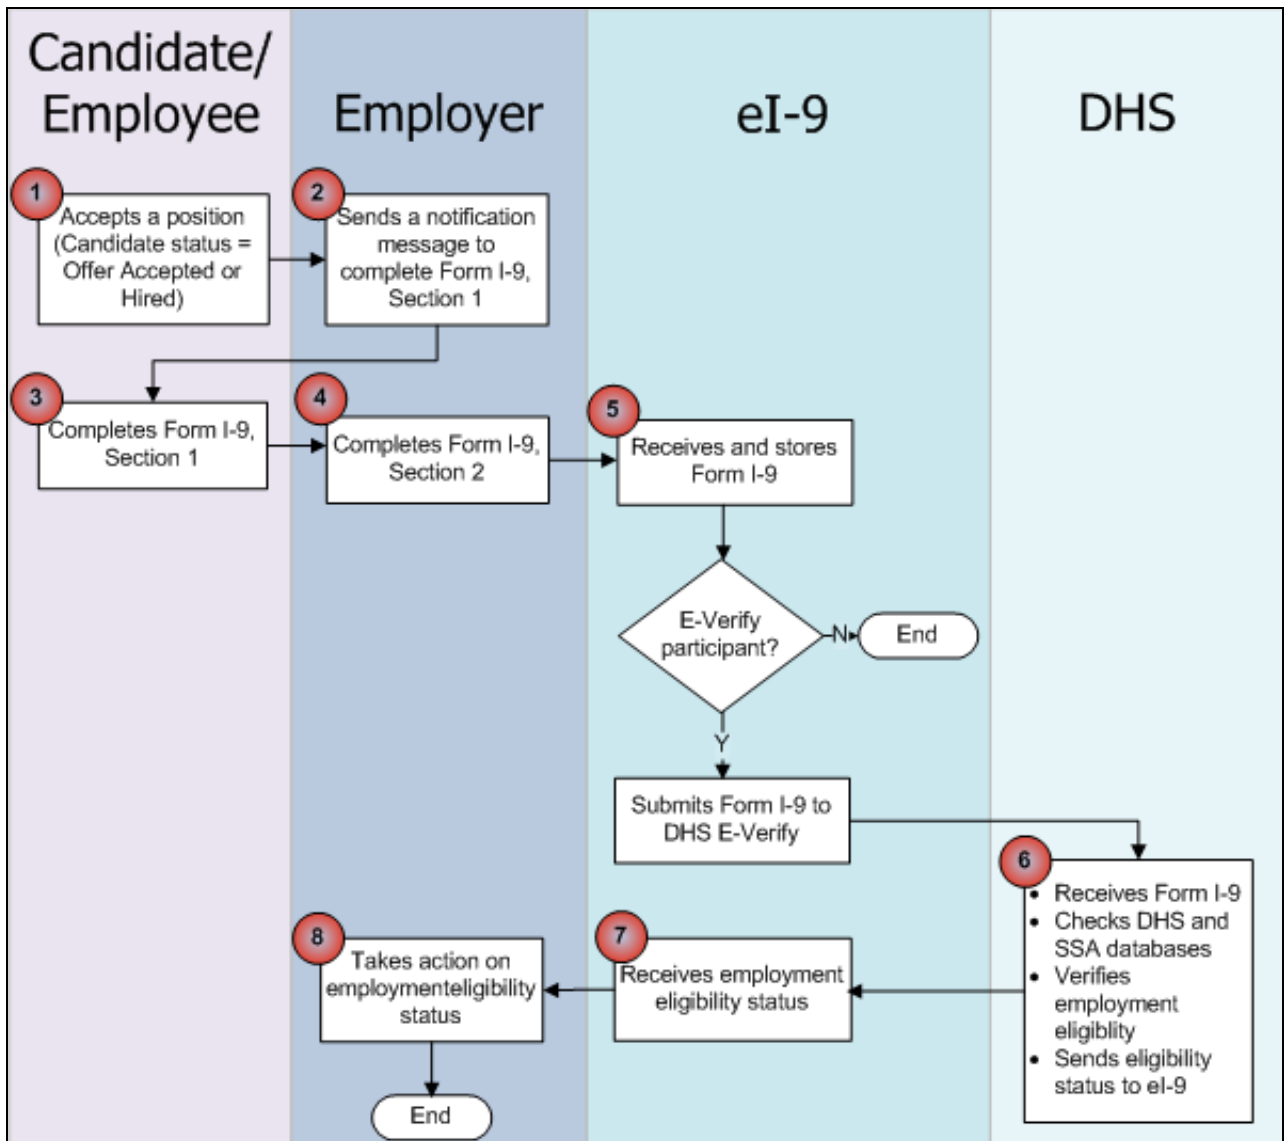 Candidate/
Employee
Employer
eI-9
DHS
1
Accepts a position
(Candidate status =
Offer Accepted or
Hired)
2
Sends a notification
message to
complete Form I-9,
Section 1
3
Completes Form I-9,
Section 1
4
Completes Form I-9,
Section 2
5
Receives and stores
Form I-9
E-Verify
participant?
N
End
Y
Submits Form I-9 to
DHS E-Verify
6
• Receives Form I-9
• Checks DHS and
SSA databases
• Verifies
employment
eligiblity
• Sends eligibility
status to eI-9
7
Receives employment
eligibility status
8
Takes action on
employmenteligibility
status
End